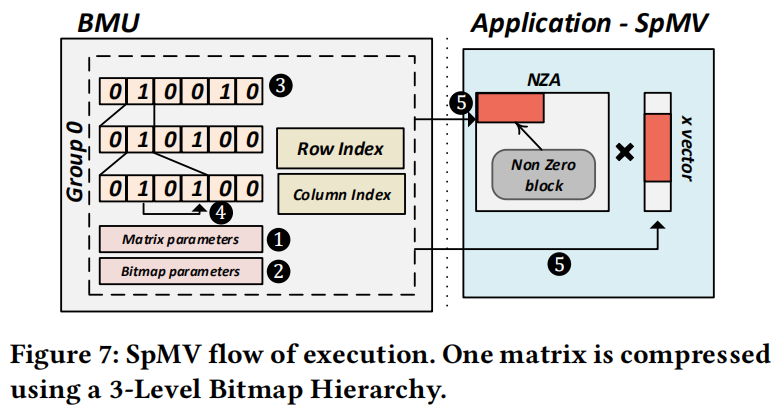 BMU
Application - SpMV
Group 0
0 1 0 0 1 0
3
0 1 0 1 0 0
0 1 0 1 0 0
4
Row Index
Column Index
Matrix parameters
1
Bitmap parameters
2
5
NZA
Non Zero
block
×
x vector
5
Figure 7: SpMV flow of execution. One matrix is compressed
using a 3-Level Bitmap Hierarchy.